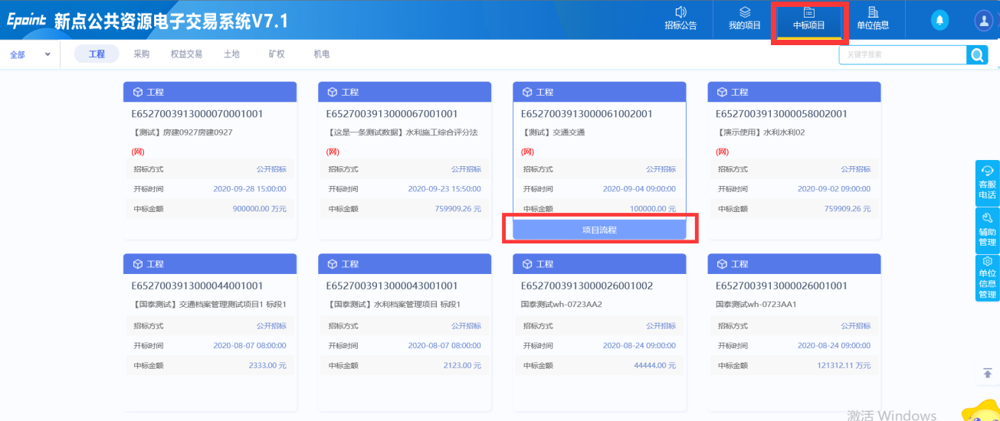 Epoint 新点公共资源电子交易系统V7.1
招标公告
我的项目
中标项目
单位信息
全部
工程
采购
权益交易
土地
矿权
机电
关键字搜索
工程
E6527003913000070001001
【测试】房建0927房建0927
(网)
招标方式 公开招标
开标时间 2020-09-28 15:00:00
中标金额 900000.00 万元
工程
E6527003913000067001001
【这是一条测试数据】水利施工综合评分法
(网)
招标方式 公开招标
开标时间 2020-09-23 15:50:00
中标金额 759909.26 元
工程
E6527003913000061002001
【测试】交通交通
(网)
招标方式 公开招标
开标时间 2020-09-04 09:00:00
中标金额 100000.00 元
项目流程
工程
E6527003913000058002001
【演示使用】水利水利02
(网)
招标方式 公开招标
开标时间 2020-09-02 09:00:00
中标金额 759909.26 元
工程
E6527003913000044001001
【国泰测试】交通档案管理测试项目1 标段1
招标方式 公开招标
开标时间 2020-08-07 08:00:00
中标金额 2333.00 元
工程
E6527003913000043001001
【国泰测试】水利档案管理项目 标段1
招标方式 公开招标
开标时间 2020-08-07 08:00:00
中标金额 2123.00 元
工程
E6527003913000026001002
国泰测试wh-0723AA2
招标方式 公开招标
开标时间 2020-08-24 09:00:00
中标金额 44444.00 元
工程
E6527003913000026001001
国泰测试wh-0723AA1
招标方式 公开招标
开标时间 2020-08-24 09:00:00
中标金额 121312.11 万元
客服
电话
辅助
管理
单位
信息
管理
激活 Windows